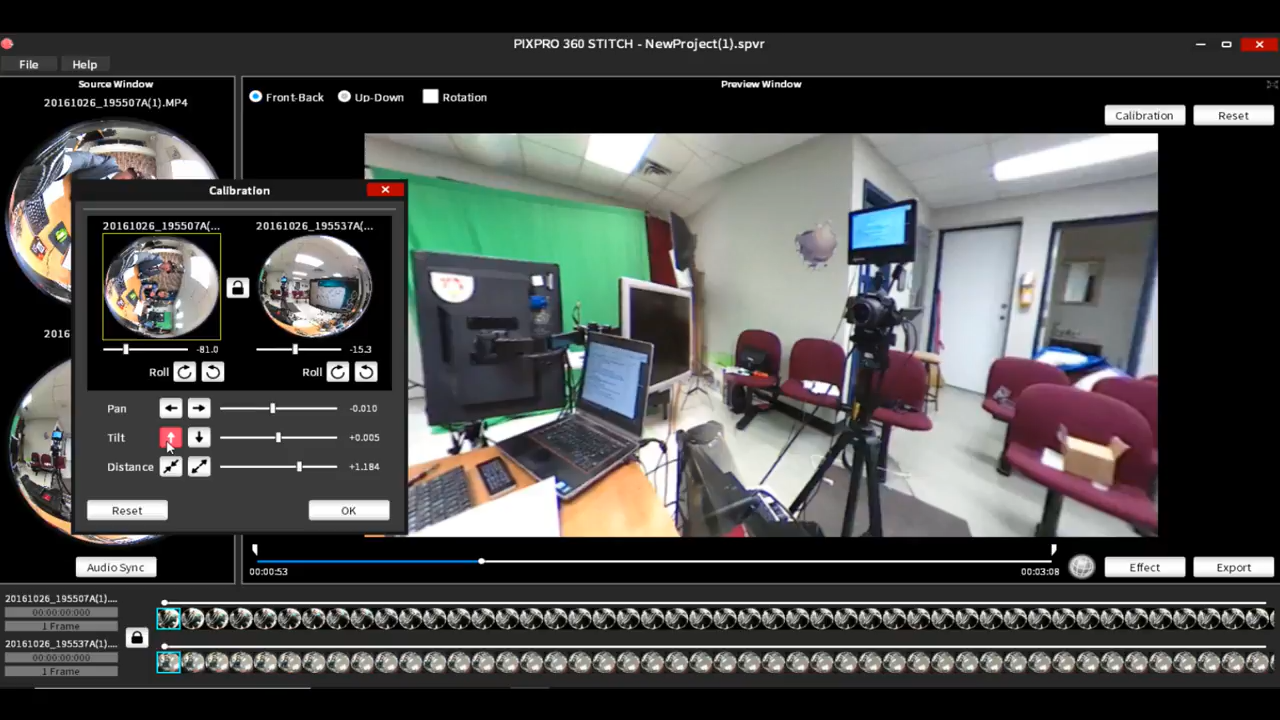 PIXPRO 360 STITCH - NewProject(1).spvr
File Help
Source Window
20161026_195507A(1).MP4
Preview Window
Front-Back Up-Down Rotation
Calibration Reset
Calibration
20161026_195507A(... 20161026_195537A(...
-81.0 -15.3
Roll Roll
Pan -0.010
Tilt +0.005
Distance +1.184
Reset OK
Audio Sync
00:00:53 00:03:08
Effect Export
20161026_195507A(1)....
00:00:00:000
1 Frame
20161026_195537A(1)....
00:00:00:000
1 Frame